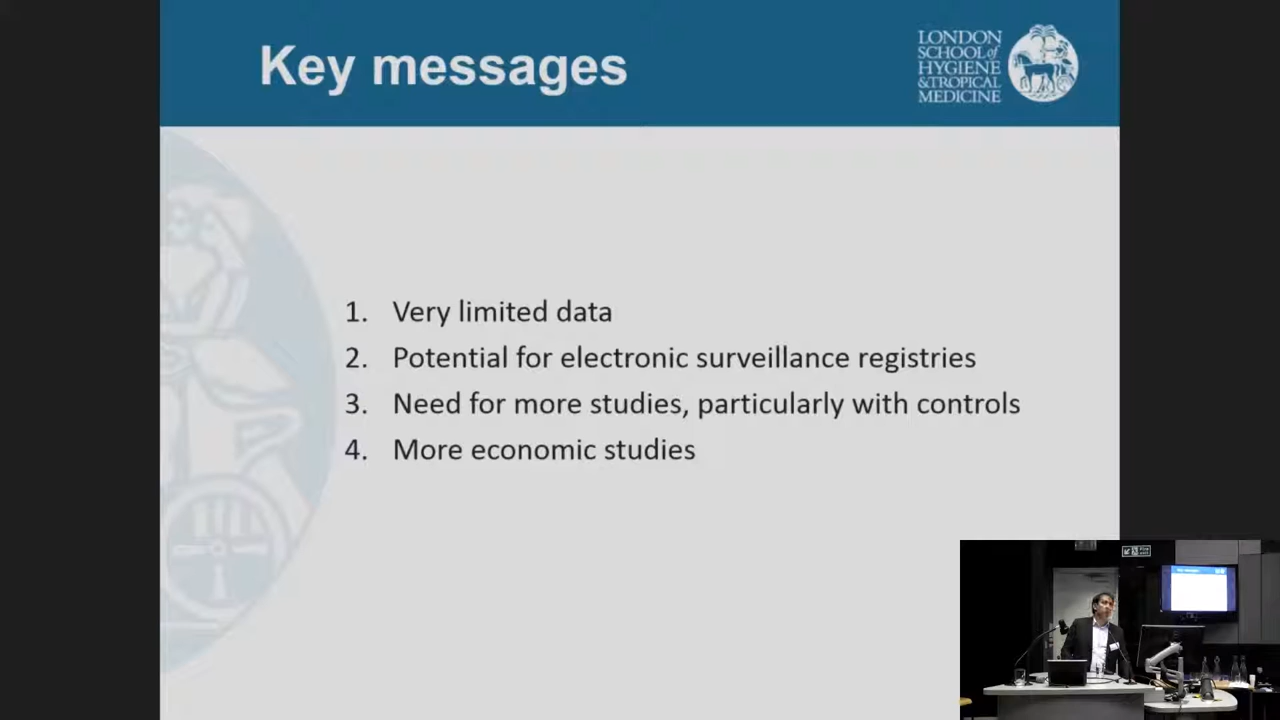 Key messages
LONDON
SCHOOL of
HYGIENE
& TROPICAL
MEDICINE
1. Very limited data
2. Potential for electronic surveillance registries
3. Need for more studies, particularly with controls
4. More economic studies